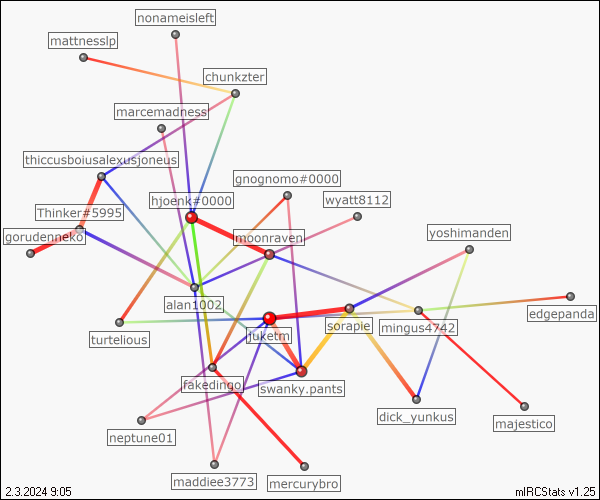 nonameisleft
mattnesslp
chunkzter
marcemadness
thiccusboiusalexusjoneus
gnognomo#0000
hjoenk#0000
wyatt8112
Thinker#5995
gorudenneko
moonraven
yoshimanden
alan1002
edgepanda
turtelious
juketm
sorapie
mingus4742
fakedingo
swanky.pants
dick_yunkus
majestico
neptune01
maddiee3773
mercurybro
2.3.2024 9:05
mIRCStats v1.25